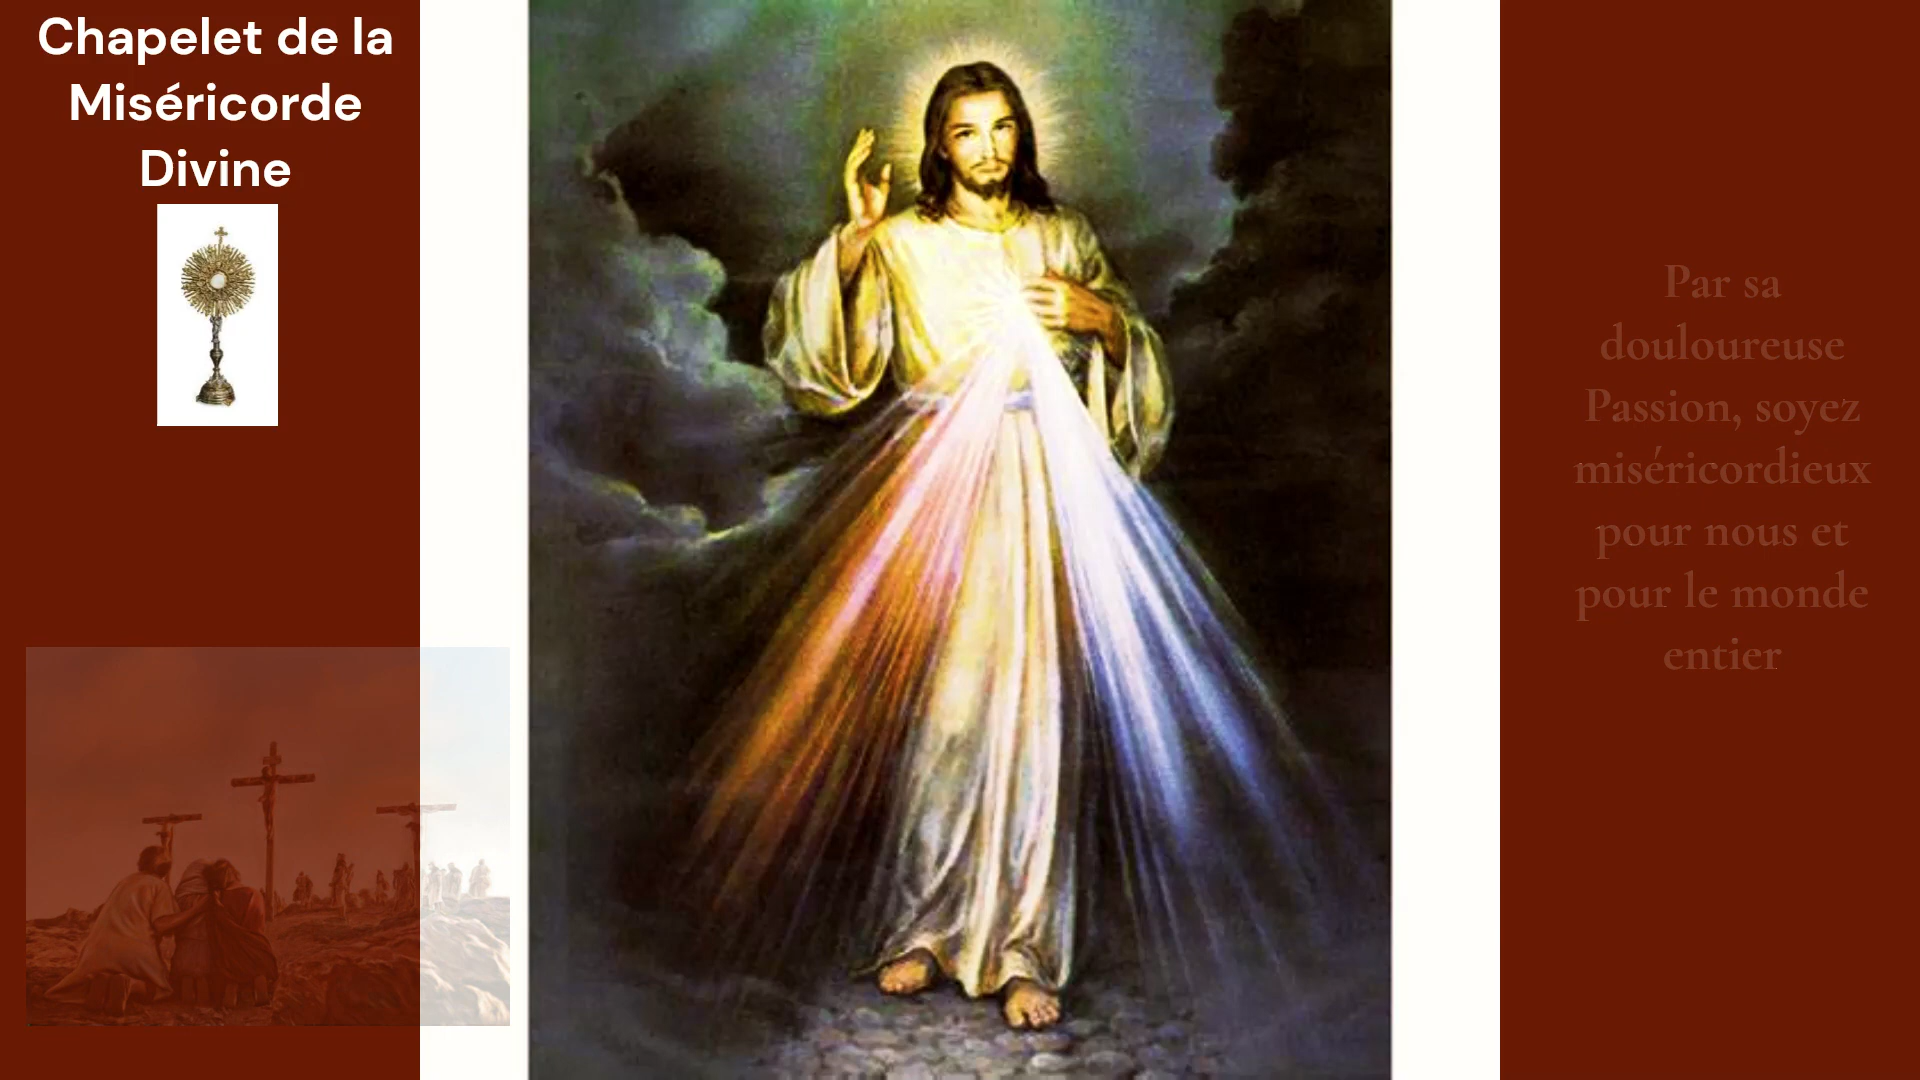 Chapelet de la
Miséricorde
Divine
Par sa
douloureuse
Passion, soyez
miséricordieux
pour nous et
pour le monde
entier